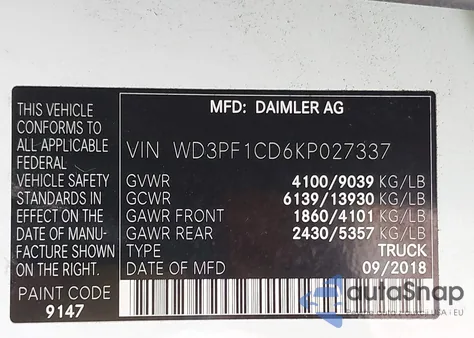 MFD: DAIMLER AG
THIS VEHICLE
CONFORMS TO
ALL APPLICABLE
FEDERAL
VEHICLE SAFETY
STANDARDS IN
EFFECT ON THE
DATE OF MANU-
FACTURE SHOWN
ON THE RIGHT.
PAINT CODE
9147
VIN WD3PF1CD6KP027337
GVWR 4100/9039 KG/LB
GCWR 6139/13930 KG/LB
GAWR FRONT 1860/4101 KG/LB
GAWR REAR 2430/5357 KG/LB
TYPE TRUCK
DATE OF MFD 09/2018
autoSnap